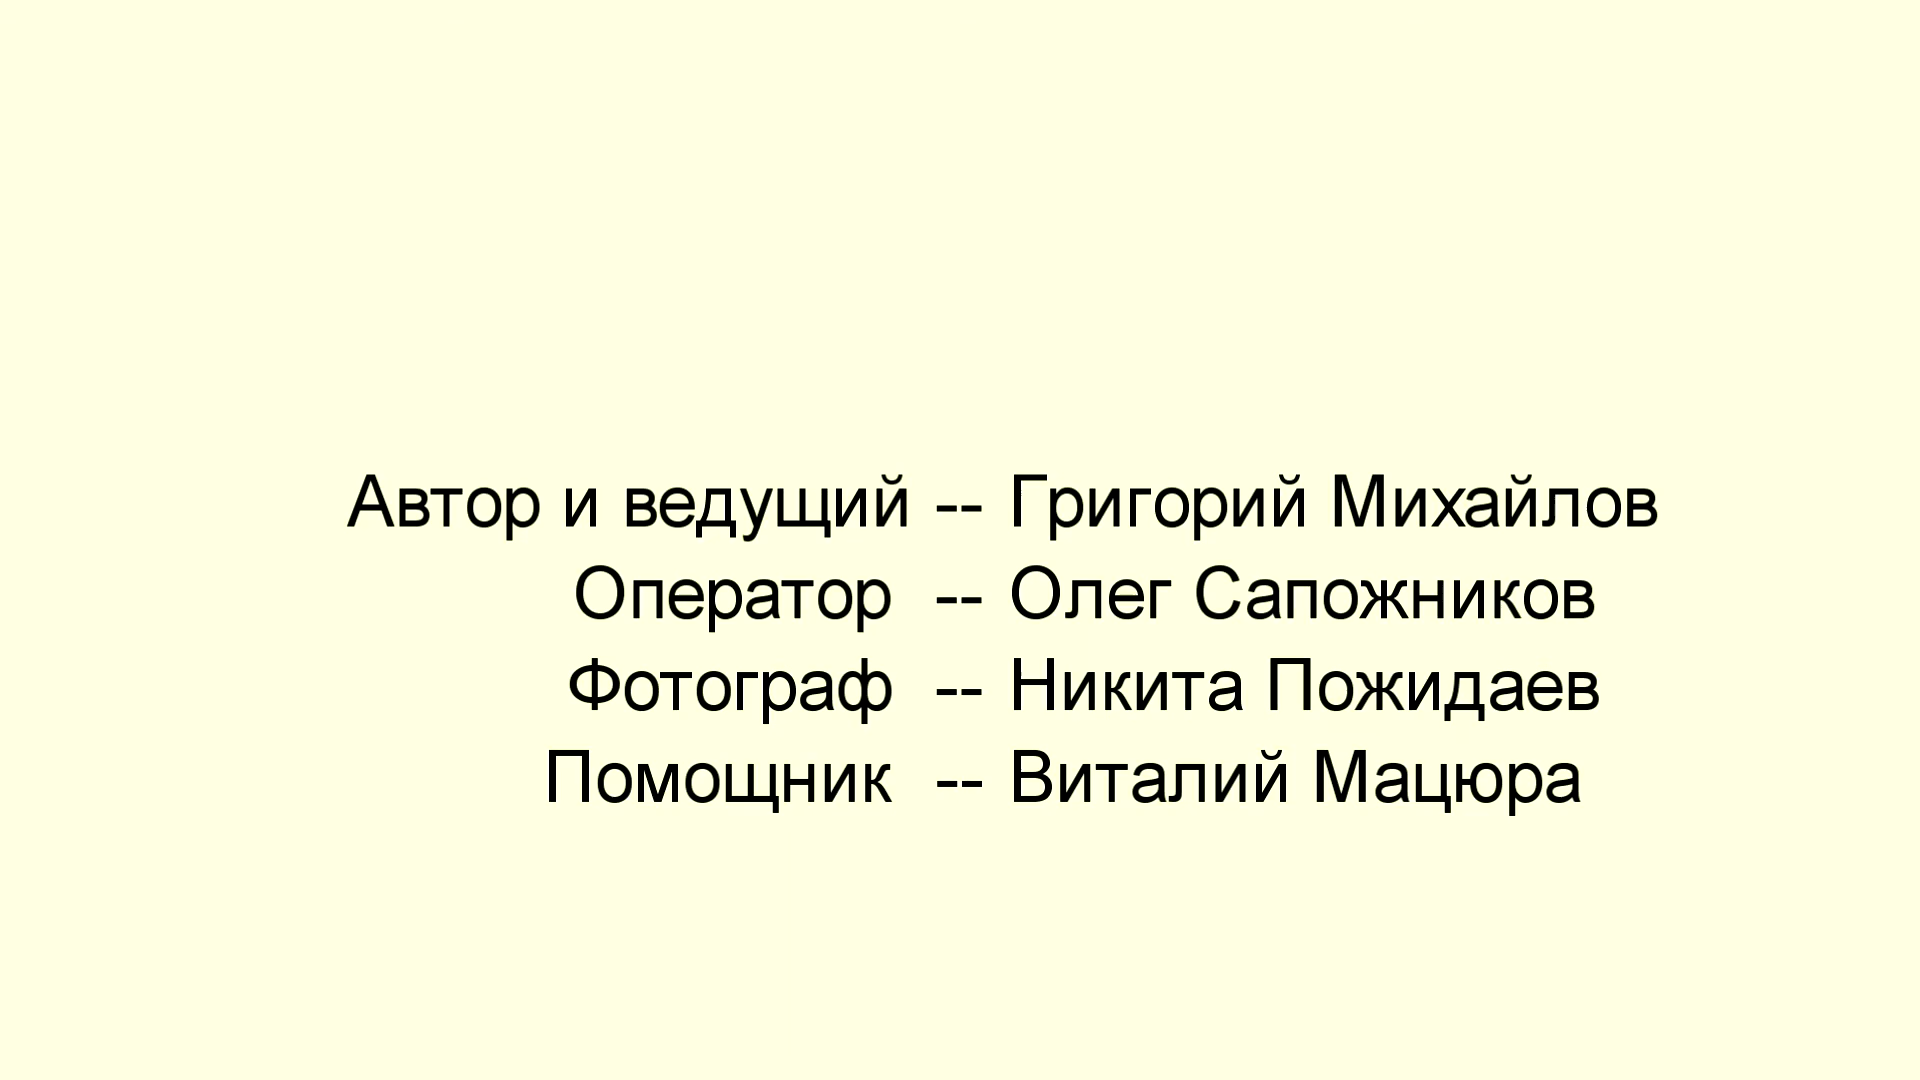 Автор и ведущий -- Григорий Михайлов
Оператор -- Олег Сапожников
Фотограф -- Никита Пожидаев
Помощник -- Виталий Мацюра